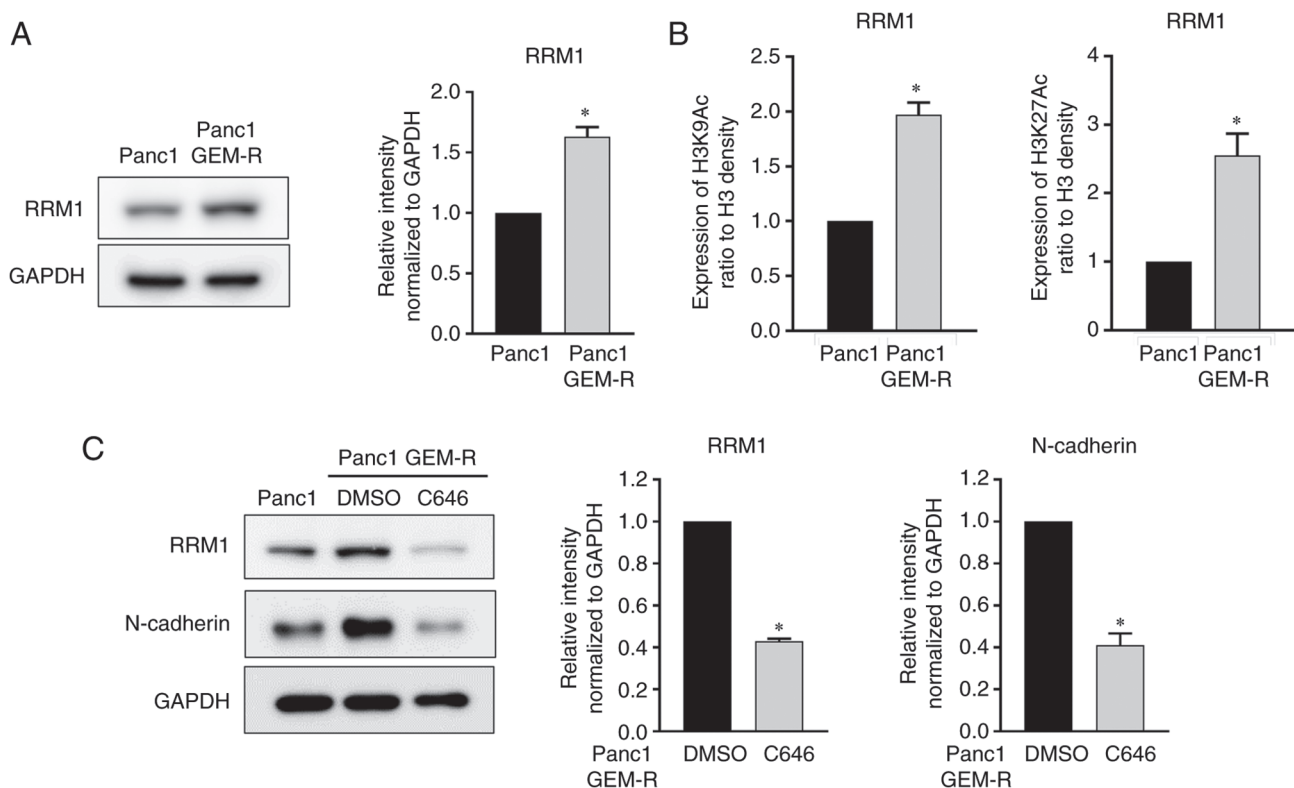 A
Panc1
Panc1
GEM-R
RRM1
GAPDH
RRM1
Relative intensity
normalized to GAPDH
2.0
1.5
1.0
0.5
0.0
*
Panc1
Panc1
GEM-R
B
RRM1
Expression of H3K9Ac
ratio to H3 density
2.5
2.0
1.5
1.0
0.5
0.0
*
Panc1
Panc1
GEM-R
RRM1
Expression of H3K27Ac
ratio to H3 density
4
3
2
1
0
*
Panc1
Panc1
GEM-R
C
Panc1 GEM-R
Panc1 DMSO C646
RRM1
N-cadherin
GAPDH
RRM1
Relative intensity
normalized to GAPDH
1.2
1.0
0.8
0.6
0.4
0.2
0.0
*
Panc1
GEM-R
DMSO C646
N-cadherin
Relative intensity
normalized to GAPDH
1.2
1.0
0.8
0.6
0.4
0.2
0.0
*
Panc1
GEM-R
DMSO C646